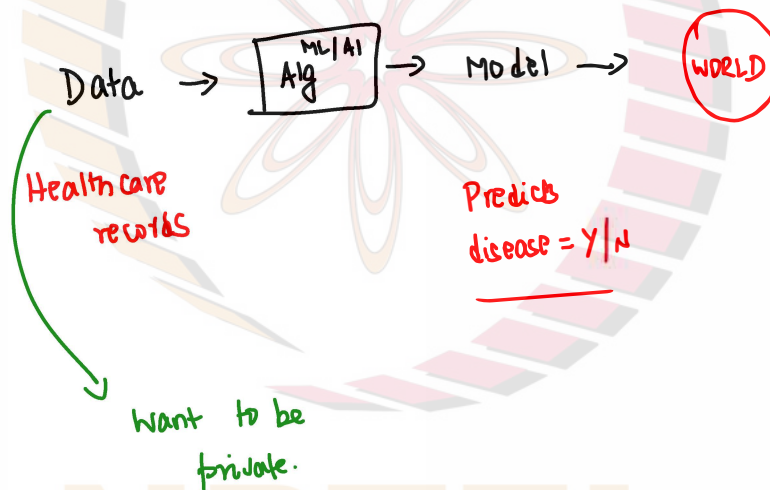 Data → Alg ML/AI → Model → WORLD
Healthcare
records
Predicts
disease = Y/N
want to be
private.